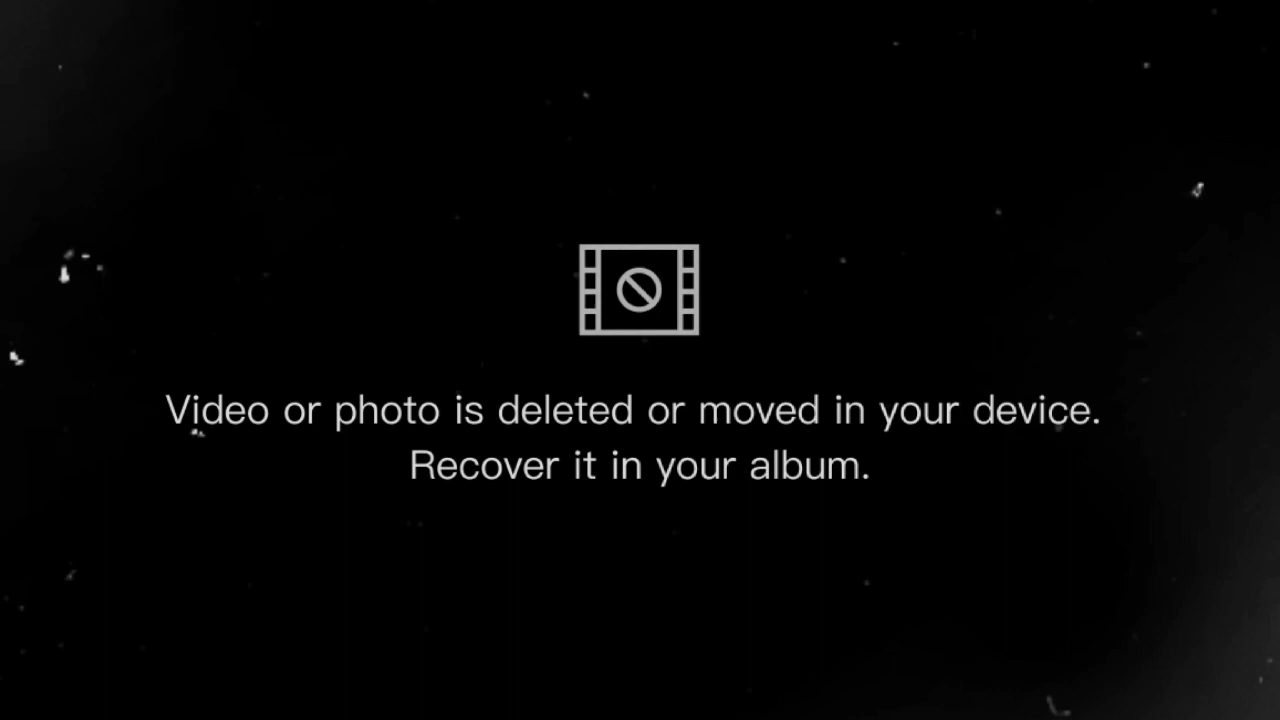 Video or photo is deleted or moved in your device.
Recover it in your album.